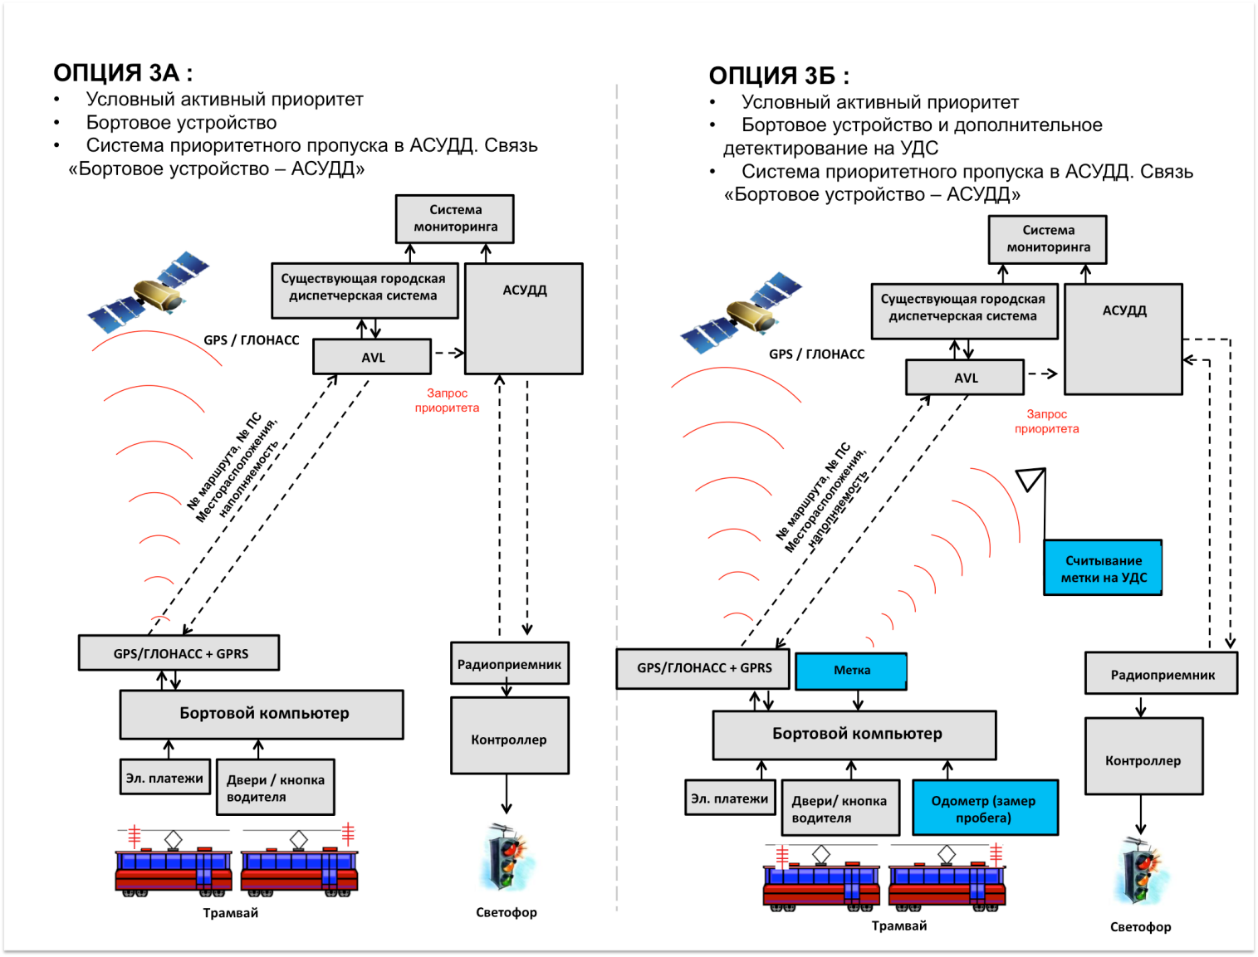 ОПЦИЯ 3А :
• Условный активный приоритет
• Бортовое устройство
• Система приоритетного пропуска в АСУДД. Связь
«Бортовое устройство – АСУДД»
Система
мониторинга
Существующая городская
диспетчерская система
АСУДД
GPS / ГЛОНАСС
AVL
Запрос
приоритета
№ маршрута, № ПС
Месторасположения,
наполняемость
GPS/ГЛОНАСС + GPRS
Радиоприемник
Бортовой компьютер
Контроллер
Эл. платежи
Двери / кнопка
водителя
Трамвай
Светофор
ОПЦИЯ 3Б :
• Условный активный приоритет
• Бортовое устройство и дополнительное
детектирование на УДС
• Система приоритетного пропуска в АСУДД. Связь
«Бортовое устройство – АСУДД»
Система
мониторинга
Существующая городская
диспетчерская система
АСУДД
GPS / ГЛОНАСС
AVL
Запрос
приоритета
№ маршрута, № ПС
Месторасположения,
наполняемость
Считывание
метки на УДС
GPS/ГЛОНАСС + GPRS
Метка
Радиоприемник
Бортовой компьютер
Контроллер
Эл. платежи
Двери/ кнопка
водителя
Одометр (замер
пробега)
Трамвай
Светофор